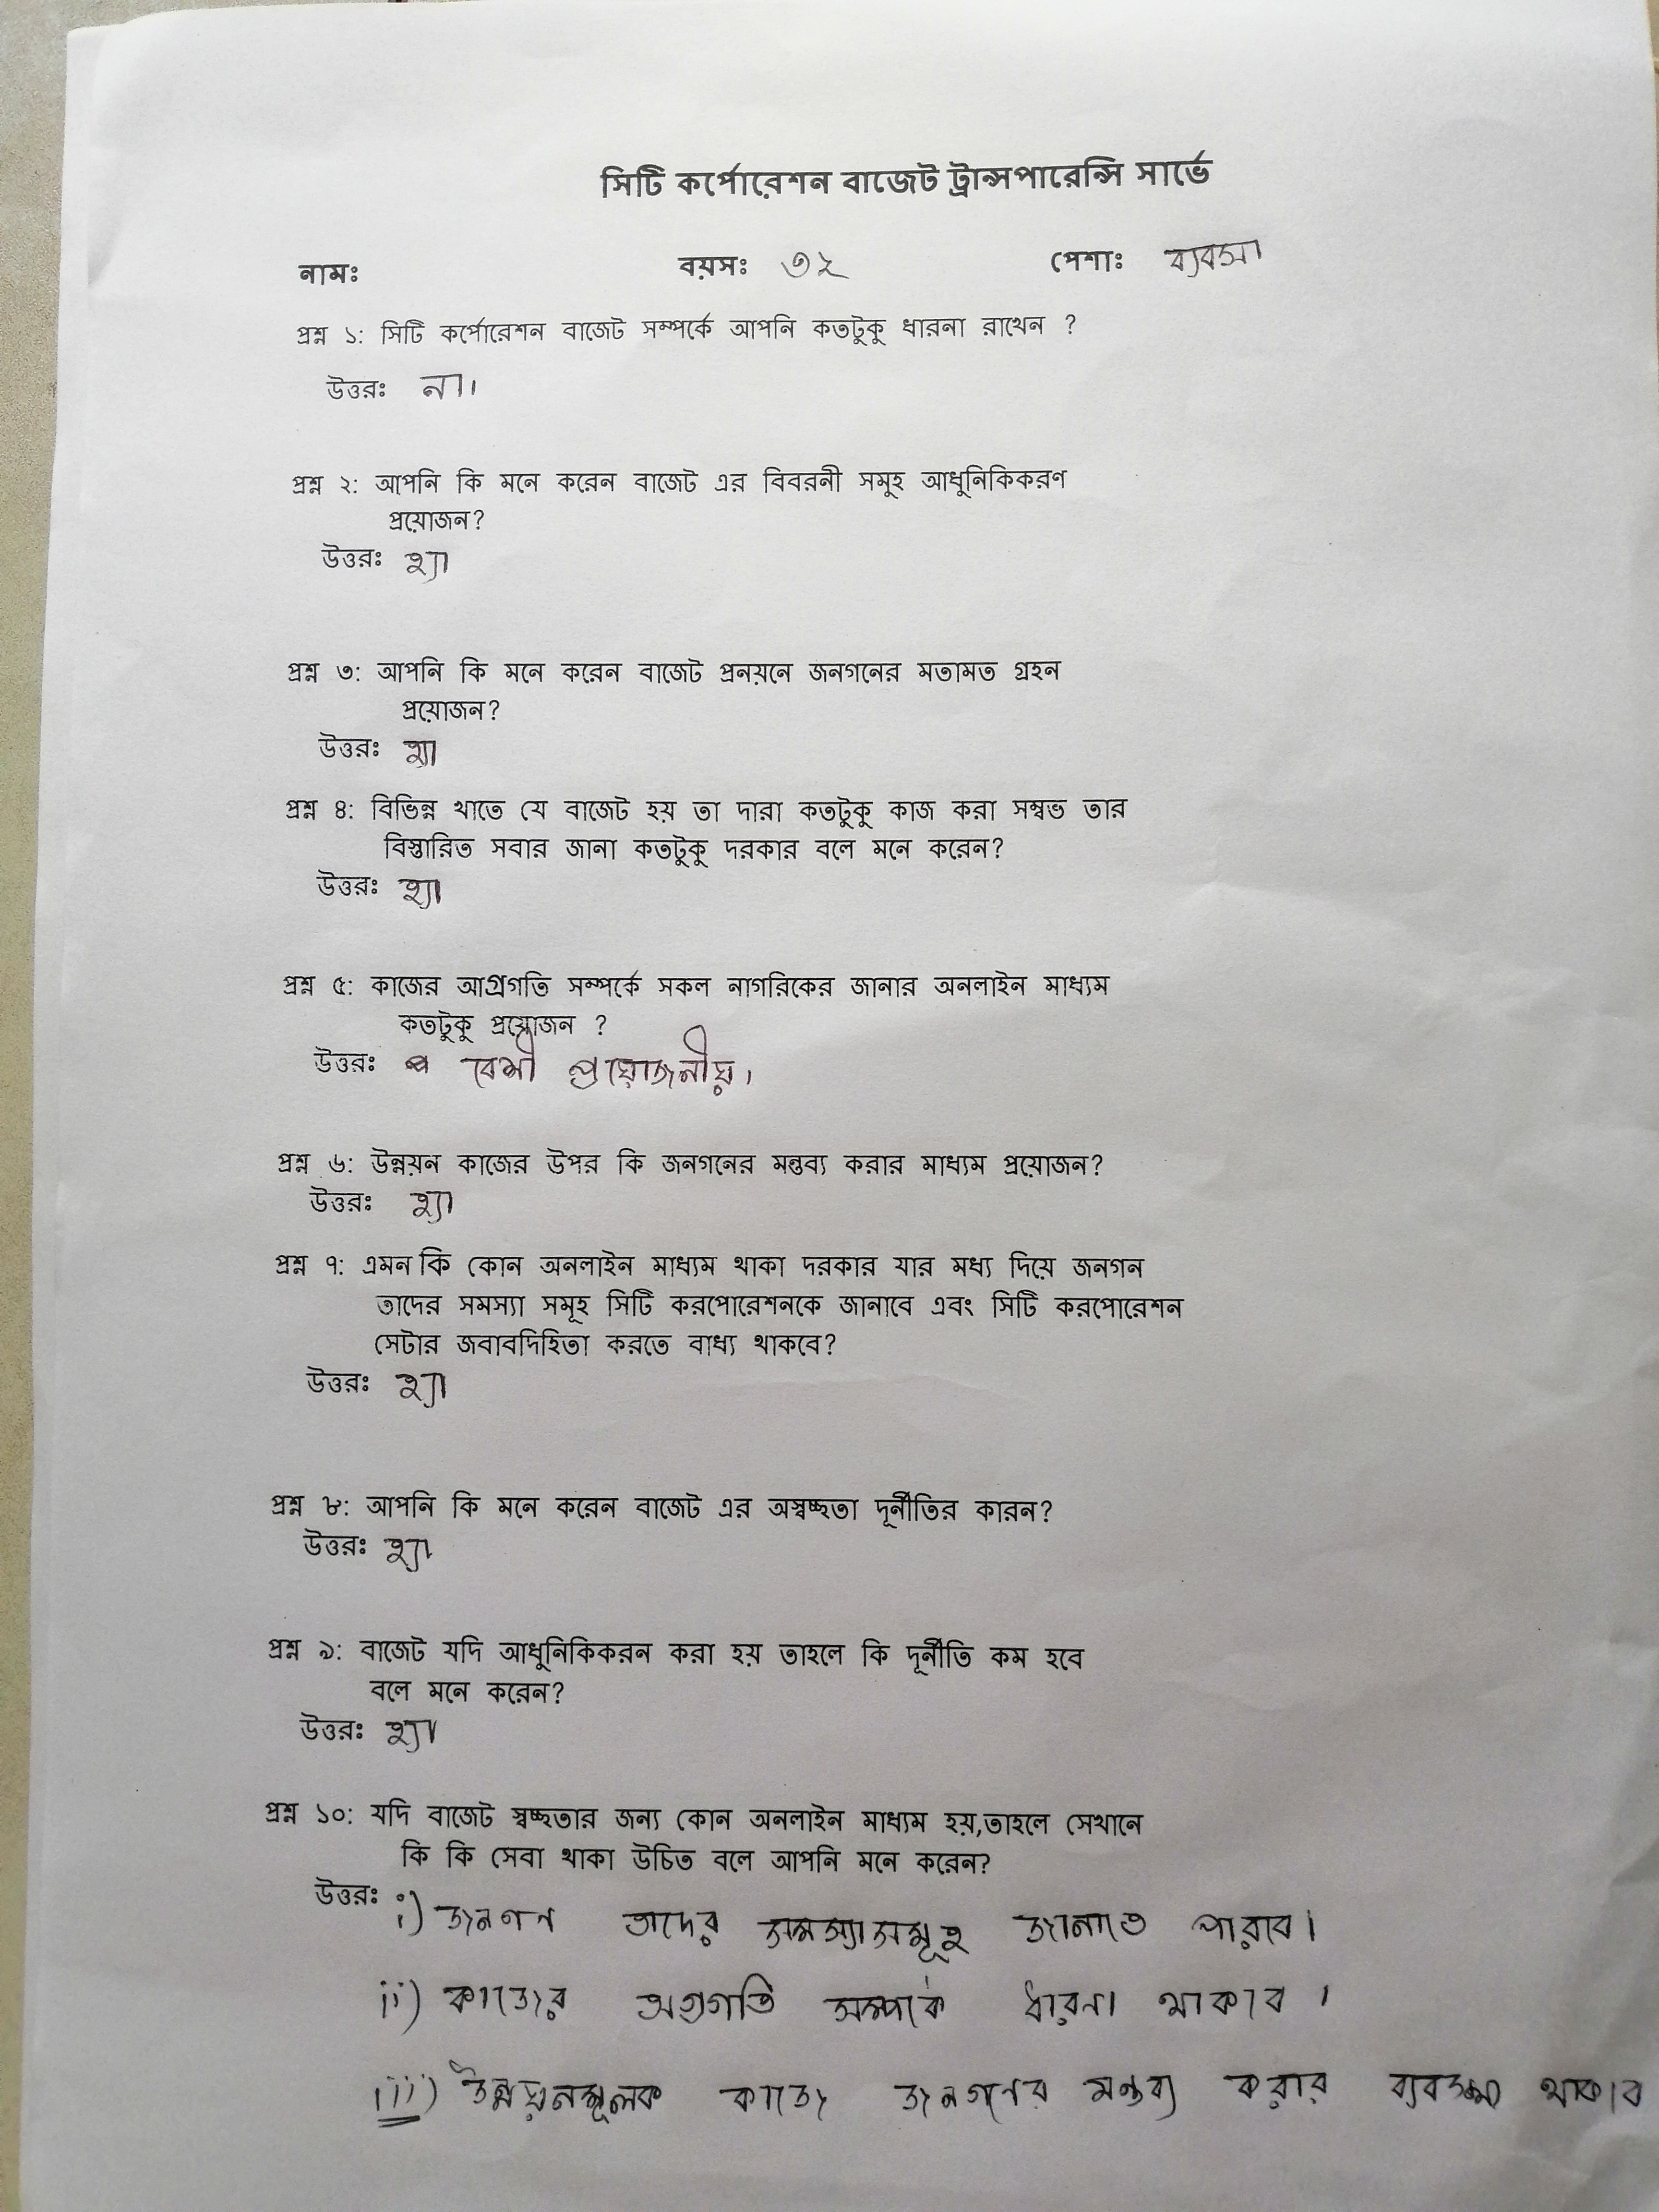 সিটি কর্পোরেশন বাজেট ট্রান্সপারেন্সি সার্ভে
নামঃ বয়সঃ ৩২ পেশাঃ ব্যবসা
প্রশ্ন ১: সিটি কর্পোরেশন বাজেট সম্পর্কে আপনি কতটুকু ধারনা রাখেন ?
উত্তরঃ না।
প্রশ্ন ২: আপনি কি মনে করেন বাজেট এর বিবরনী সমুহ আধুনিকিকরণ
প্রয়োজন?
উত্তরঃ হ্যা
প্রশ্ন ৩: আপনি কি মনে করেন বাজেট প্রনয়নে জনগনের মতামত গ্রহন
প্রয়োজন?
উত্তরঃ হ্যা
প্রশ্ন ৪: বিভিন্ন খাতে যে বাজেট হয় তা দারা কতটুকু কাজ করা সম্বভ তার
বিস্তারিত সবার জানা কতটুকু দরকার বলে মনে করেন?
উত্তরঃ হ্যা
প্রশ্ন ৫: কাজের আগ্রগতি সম্পর্কে সকল নাগরিকের জানার অনলাইন মাধ্যম
কতটুকু প্রয়োজন ?
উত্তরঃ বেশী প্রয়োজনীয়।
প্রশ্ন ৬: উন্নয়ন কাজের উপর কি জনগনের মন্তব্য করার মাধ্যম প্রয়োজন?
উত্তরঃ হ্যা
প্রশ্ন ৭: এমন কি কোন অনলাইন মাধ্যম থাকা দরকার যার মধ্য দিয়ে জনগন
তাদের সমস্যা সমূহ সিটি করপোরেশনকে জানাবে এবং সিটি করপোরেশন
সেটার জবাবদিহিতা করতে বাধ্য থাকবে?
উত্তরঃ হ্যা
প্রশ্ন ৮: আপনি কি মনে করেন বাজেট এর অস্বচ্ছতা দূর্নীতির কারন?
উত্তরঃ হ্যা
প্রশ্ন ৯: বাজেট যদি আধুনিকিকরন করা হয় তাহলে কি দূর্নীতি কম হবে
বলে মনে করেন?
উত্তরঃ হ্যা
প্রশ্ন ১০: যদি বাজেট স্বচ্ছতার জন্য কোন অনলাইন মাধ্যম হয়,তাহলে সেখানে
কি কি সেবা থাকা উচিত বলে আপনি মনে করেন?
উত্তরঃ i) জনগন তাদের সমস্যাসমূহ জানাতে পারবে।
ii) কাজের অগ্রগতি সম্পর্কে ধারনা থাকবে ।
iii) উন্নয়নমূলক কাজে জনগণের মন্তব্য করার ব্যবস্থা থাকবে